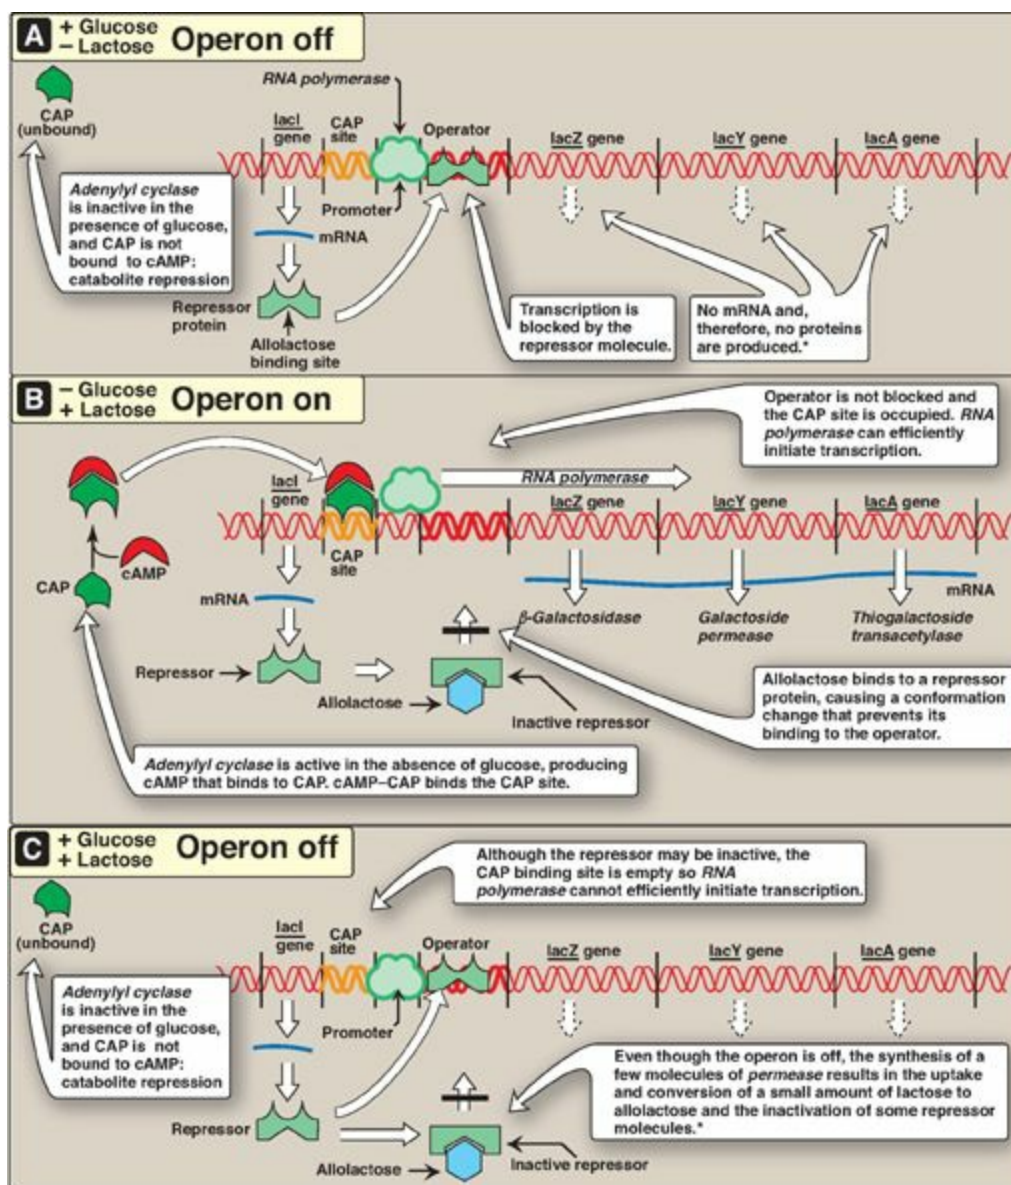 A
+ Glucose
− Lactose
Operon off
CAP
(unbound)
RNA polymerase
lacI
gene
CAP
site
Operator
lacZ gene
lacY gene
lacA gene
Adenylyl cyclase
is inactive in the
presence of glucose,
and CAP is not
bound to cAMP:
catabolite repression
Promoter
mRNA
Repressor
protein
Allolactose
binding site
Transcription is
blocked by the
repressor molecule.
No mRNA and,
therefore, no proteins
are produced.*
B
− Glucose
+ Lactose
Operon on
Operator is not blocked and
the CAP site is occupied. RNA
polymerase can efficiently
initiate transcription.
lacI
gene
RNA polymerase
lacZ gene
lacY gene
lacA gene
CAP
site
cAMP
CAP
mRNA
mRNA
β-Galactosidase
Galactoside
permease
Thiogalactoside
transacetylase
Repressor
Allolactose
Inactive repressor
Allolactose binds to a repressor
protein, causing a conformation
change that prevents its
binding to the operator.
Adenylyl cyclase is active in the absence of glucose, producing
cAMP that binds to CAP. cAMP–CAP binds the CAP site.
C
+ Glucose
+ Lactose
Operon off
Although the repressor may be inactive, the
CAP binding site is empty so RNA
polymerase cannot efficiently initiate transcription.
CAP
(unbound)
lacI
gene
CAP
site
Operator
lacZ gene
lacY gene
lacA gene
Adenylyl cyclase
is inactive in the
presence of glucose,
and CAP is not
bound to cAMP:
catabolite repression
Promoter
Even though the operon is off, the synthesis of a
few molecules of permease results in the uptake
and conversion of a small amount of lactose to
allolactose and the inactivation of some repressor
molecules.*
Repressor
Allolactose
Inactive repressor